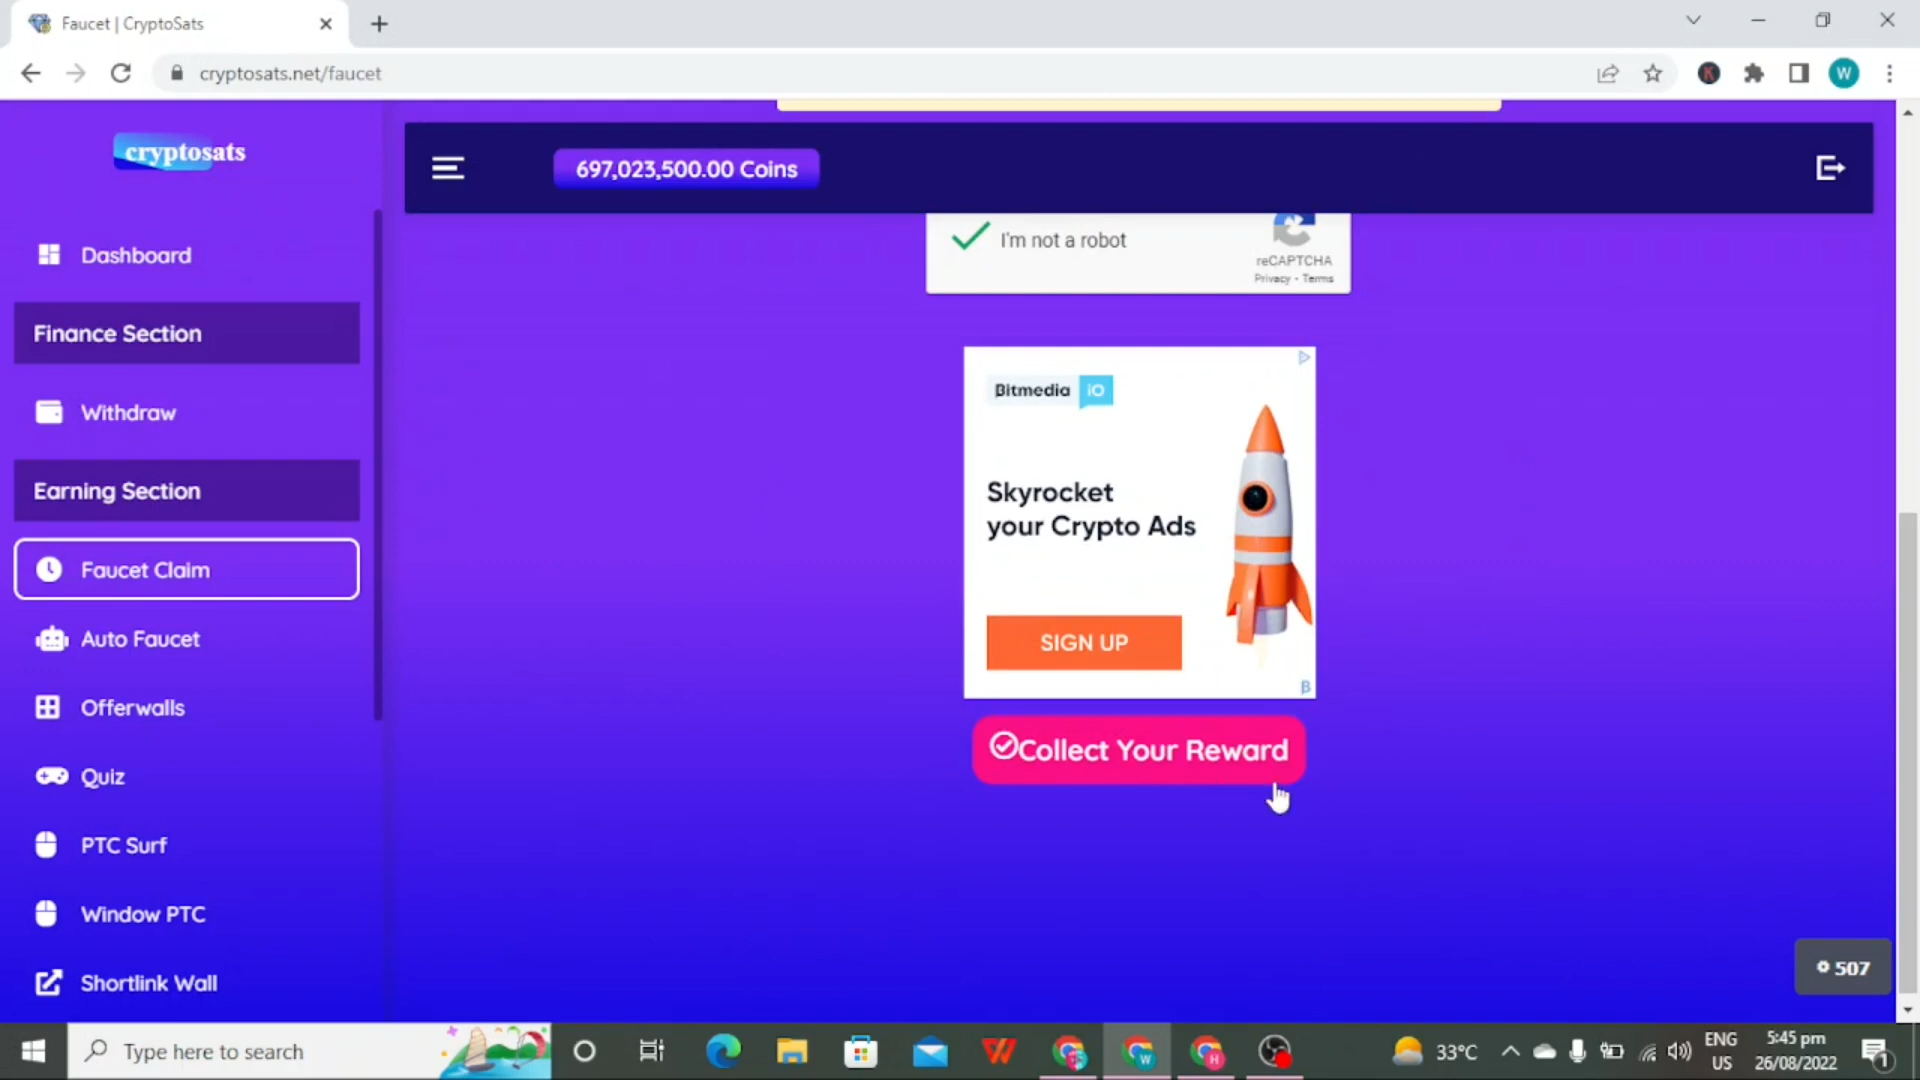 Faucet | CryptoSats
cryptosats.net/faucet
W
cryptosats
697,023,500.00 Coins
Dashboard
Finance Section
Withdraw
Earning Section
Faucet Claim
Auto Faucet
Offerwalls
Quiz
PTC Surf
Window PTC
Shortlink Wall
I'm not a robot
reCAPTCHA
Privacy - Terms
Bitmedia iO
Skyrocket
your Crypto Ads
SIGN UP
Collect Your Reward
507
Type here to search
33°C
ENG
US
5:45 pm
26/08/2022
1